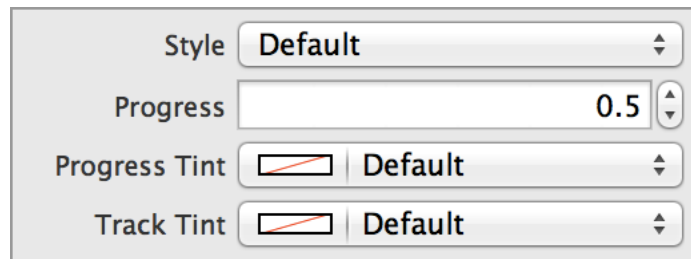 Style Default
Progress 0.5
Progress Tint Default
Track Tint Default